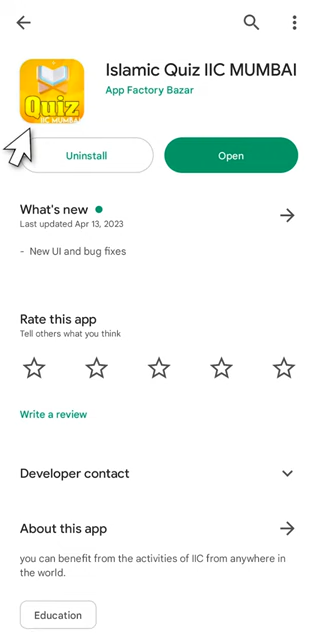 Islamic Quiz IIC MUMBAI
App Factory Bazar
Quiz
IIC MUMBAI
Uninstall
Open
What's new
Last updated Apr 13, 2023
- New UI and bug fixes
Rate this app
Tell others what you think
Write a review
Developer contact
About this app
you can benefit from the activities of IIC from anywhere in
the world.
Education